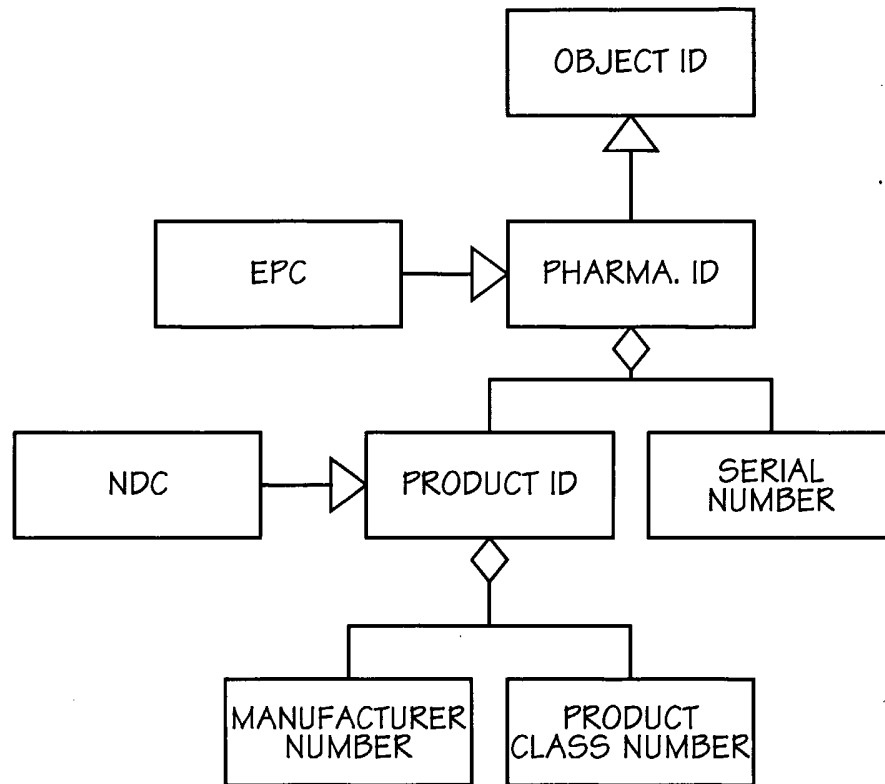 OBJECT ID
EPC
PHARMA. ID
NDC
PRODUCT ID
SERIAL
NUMBER
MANUFACTURER
NUMBER
PRODUCT
CLASS NUMBER